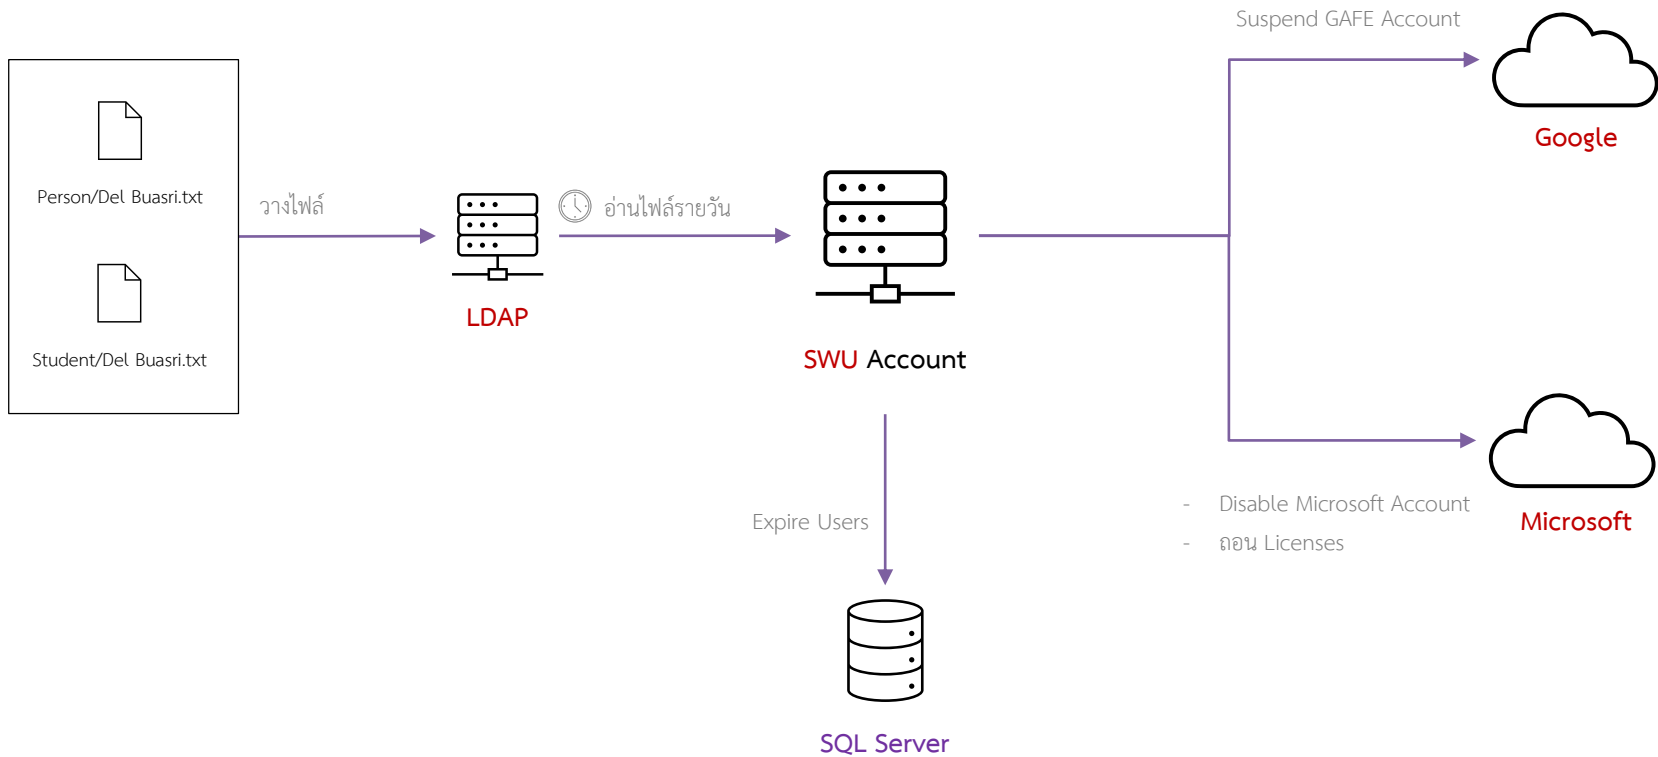 Suspend GAFE Account
Google
Person/Del Buasri.txt
วางไฟล์
อ่านไฟล์รายวัน
LDAP
Student/Del Buasri.txt
SWU Account
Expire Users
- Disable Microsoft Account
- ถอน Licenses
Microsoft
SQL Server